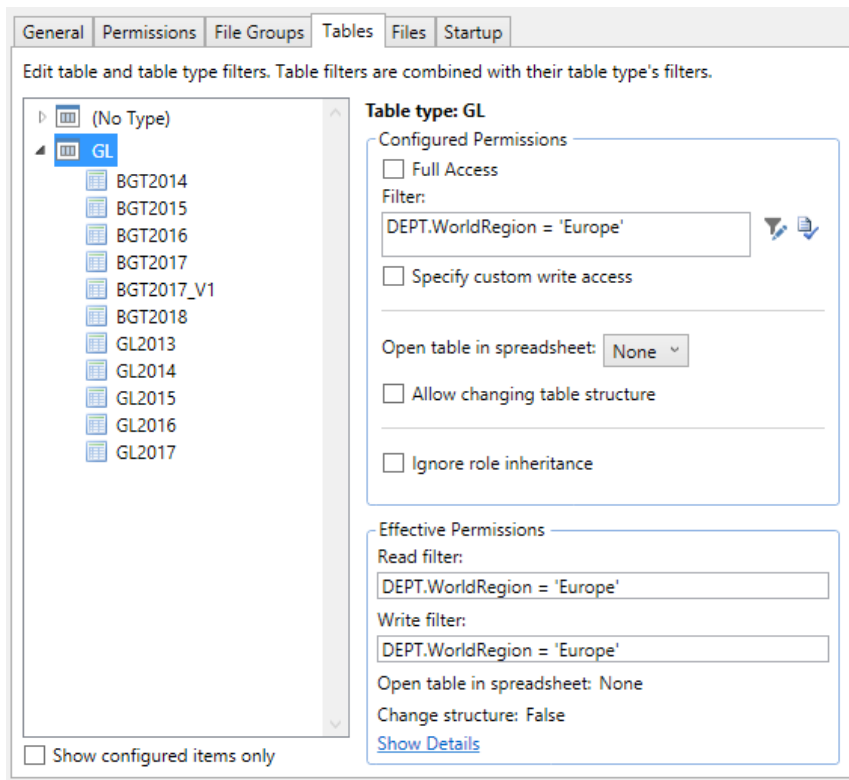 General Permissions File Groups Tables Files Startup
Edit table and table type filters. Table filters are combined with their table type's filters.
(No Type)
GL
BGT2014
BGT2015
BGT2016
BGT2017
BGT2017_V1
BGT2018
GL2013
GL2014
GL2015
GL2016
GL2017
Show configured items only
Table type: GL
Configured Permissions
Full Access
Filter:
DEPT.WorldRegion = 'Europe'
Specify custom write access
Open table in spreadsheet: None
Allow changing table structure
Ignore role inheritance
Effective Permissions
Read filter:
DEPT.WorldRegion = 'Europe'
Write filter:
DEPT.WorldRegion = 'Europe'
Open table in spreadsheet: None
Change structure: False
Show Details